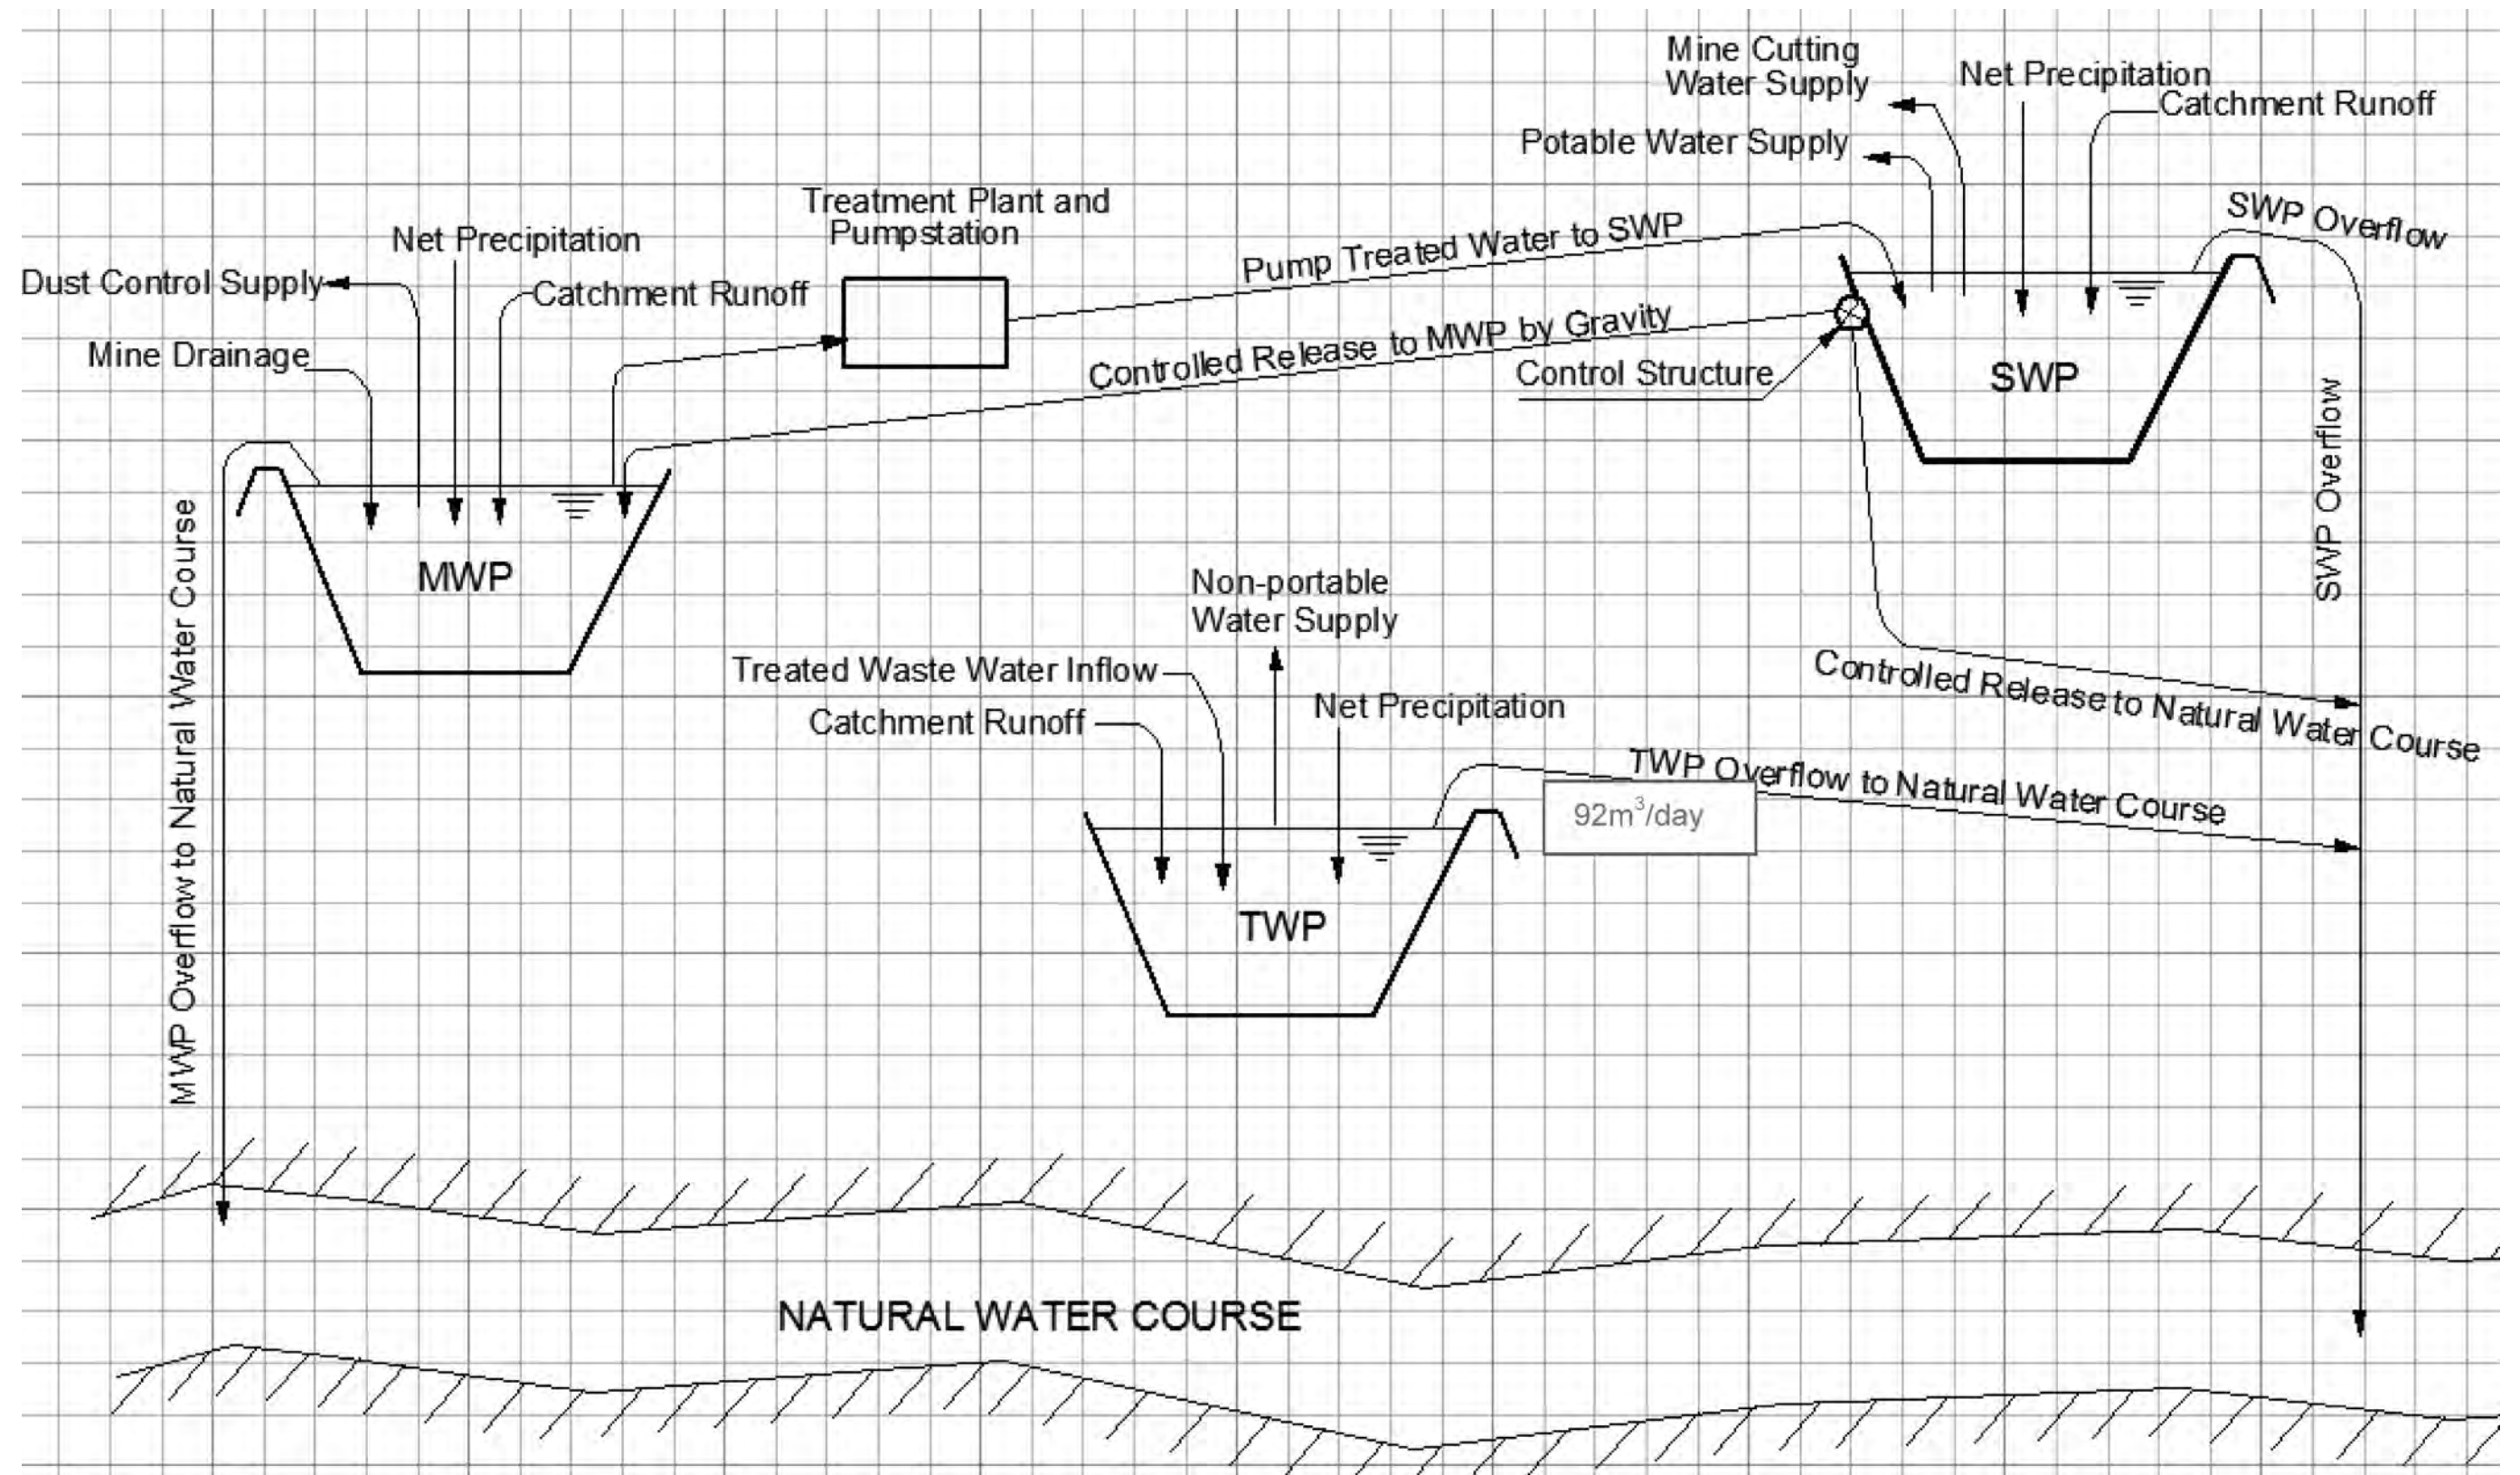 Mine Cutting
Water Supply
Net Precipitation
Catchment Runoff
Potable Water Supply
SWP Overflow
Treatment Plant and
Pumpstation
Pump Treated Water to SWP
Net Precipitation
Dust Control Supply
Catchment Runoff
Mine Drainage
Controlled Release to MWP by Gravity
Control Structure
SWP
SWP Overflow
MWP
MWP Overflow to Natural Water Course
Non-portable
Water Supply
Treated Waste Water Inflow
Catchment Runoff
Net Precipitation
Controlled Release to Natural Water Course
TWP Overflow to Natural Water Course
92m³/day
TWP
NATURAL WATER COURSE